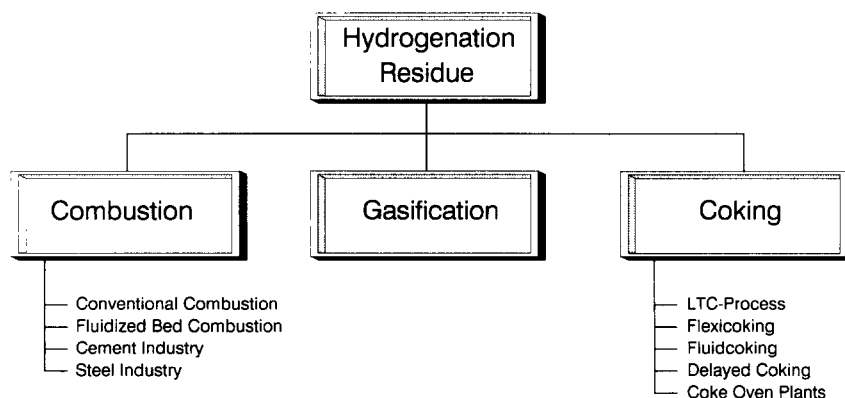 Hydrogenation
Residue
Combustion
Gasification
Coking
Conventional Combustion
Fluidized Bed Combustion
Cement Industry
Steel Industry
LTC-Process
Flexicoking
Fluidcoking
Delayed Coking
Coke Oven Plants